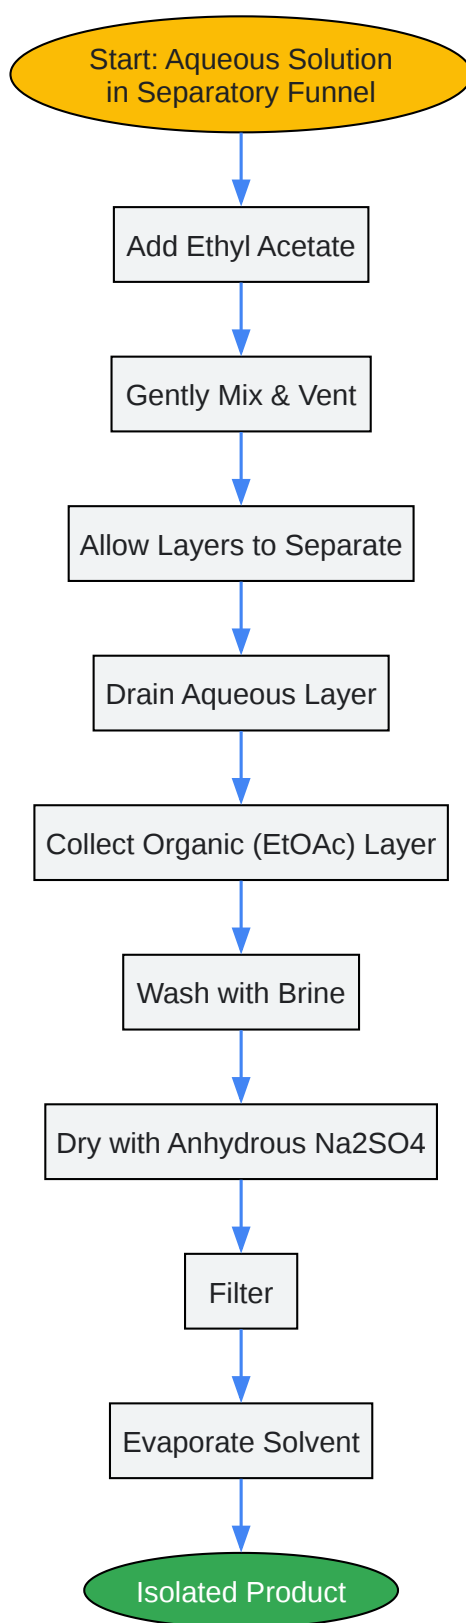 Start: Aqueous Solution
in Separatory Funnel
Add Ethyl Acetate
Gently Mix & Vent
Allow Layers to Separate
Drain Aqueous Layer
Collect Organic (EtOAc) Layer
Wash with Brine
Dry with Anhydrous Na2SO4
Filter
Evaporate Solvent
Isolated Product